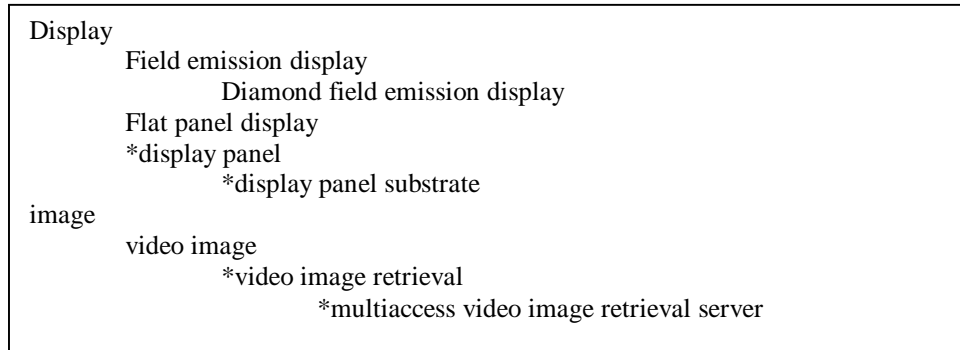 Display
Field emission display
Diamond field emission display
Flat panel display
*display panel
*display panel substrate
image
video image
*video image retrieval
*multiaccess video image retrieval server